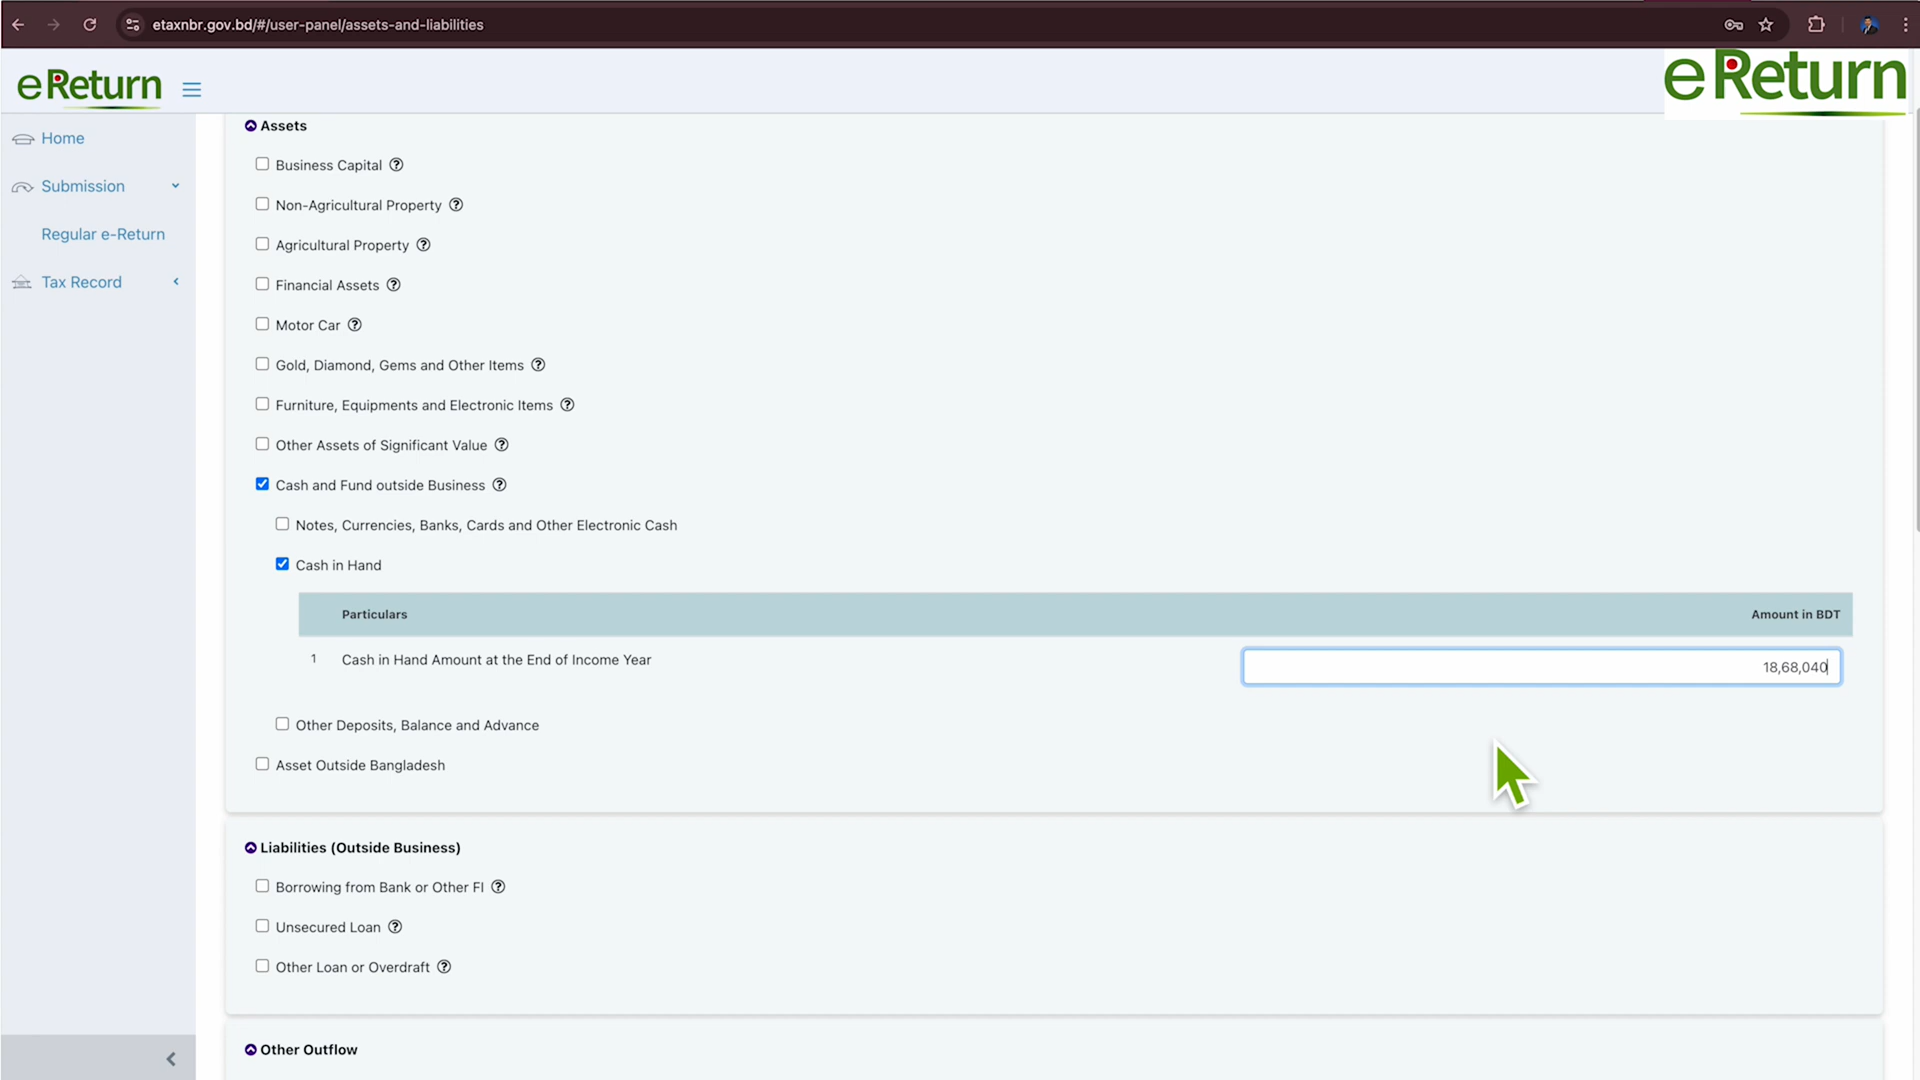 etaxnbr.gov.bd/#/user-panel/assets-and-liabilities
eReturn
eReturn
Home
Submission
Regular e-Return
Tax Record
Assets
Business Capital
Non-Agricultural Property
Agricultural Property
Financial Assets
Motor Car
Gold, Diamond, Gems and Other Items
Furniture, Equipments and Electronic Items
Other Assets of Significant Value
Cash and Fund outside Business
Notes, Currencies, Banks, Cards and Other Electronic Cash
Cash in Hand
Particulars Amount in BDT
1 Cash in Hand Amount at the End of Income Year 18,68,040
Other Deposits, Balance and Advance
Asset Outside Bangladesh
Liabilities (Outside Business)
Borrowing from Bank or Other FI
Unsecured Loan
Other Loan or Overdraft
Other Outflow